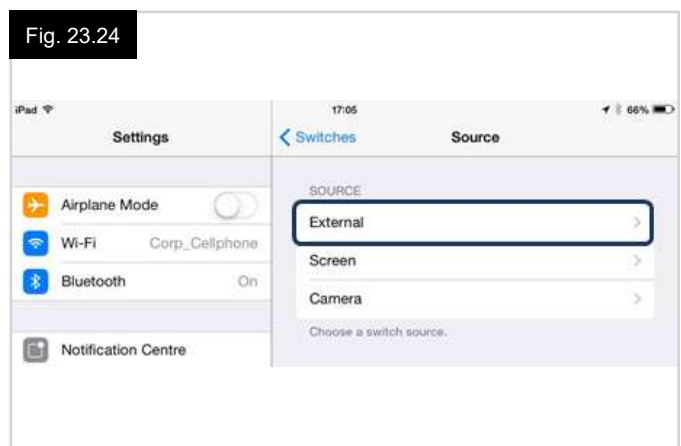 Fig. 23.24
iPad 17:05 66%
Settings
Switches Source
Airplane Mode
Wi-Fi Corp_Cellphone
Bluetooth On
Notification Centre
SOURCE
External
Screen
Camera
Choose a switch source.